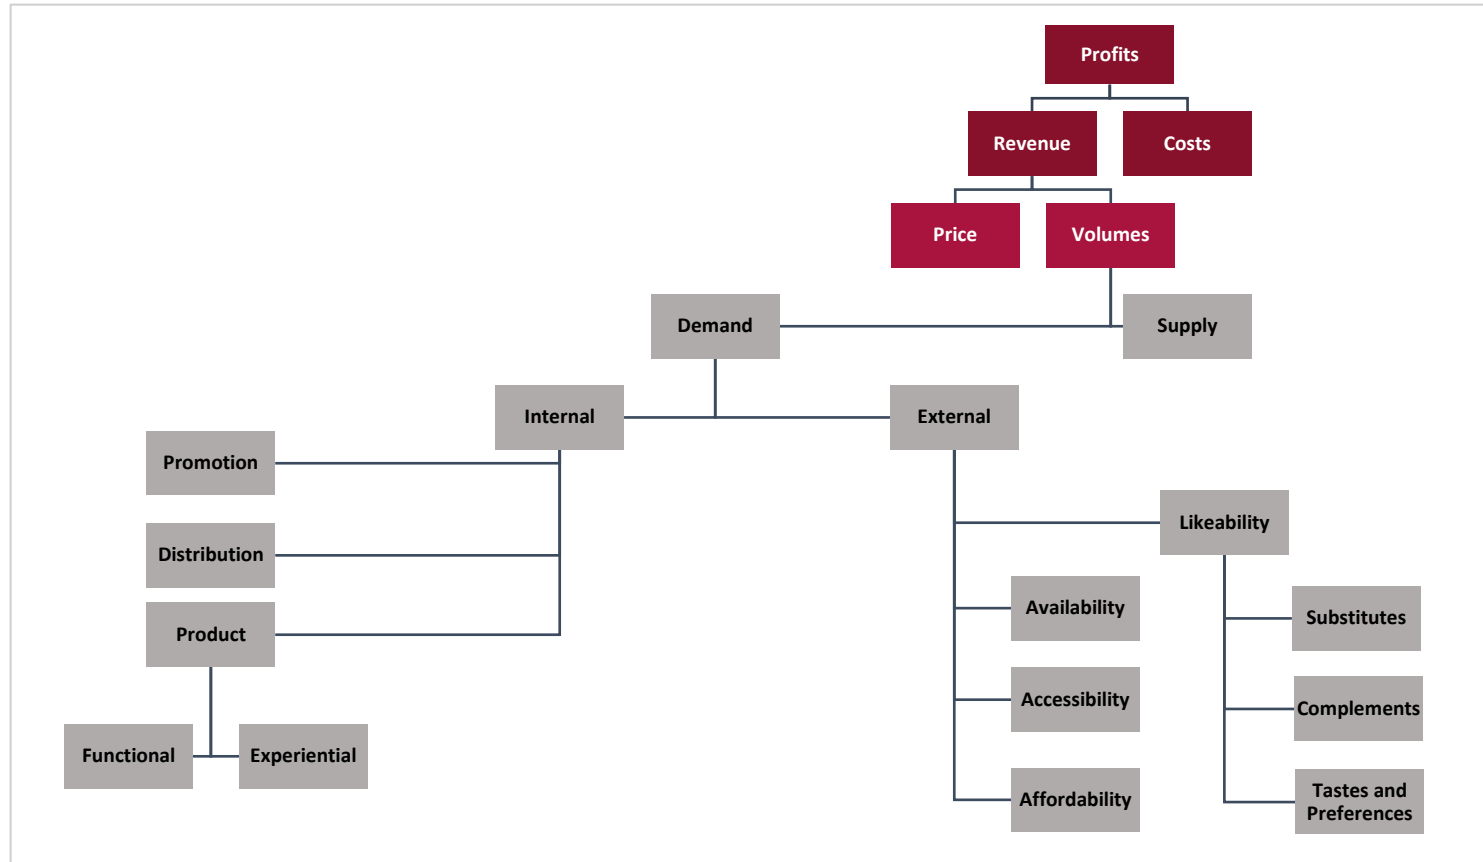 Profits
Revenue
Costs
Price
Volumes
Demand
Supply
Internal
External
Promotion
Likeability
Distribution
Availability
Substitutes
Product
Accessibility
Complements
Functional
Experiential
Affordability
Tastes and
Preferences